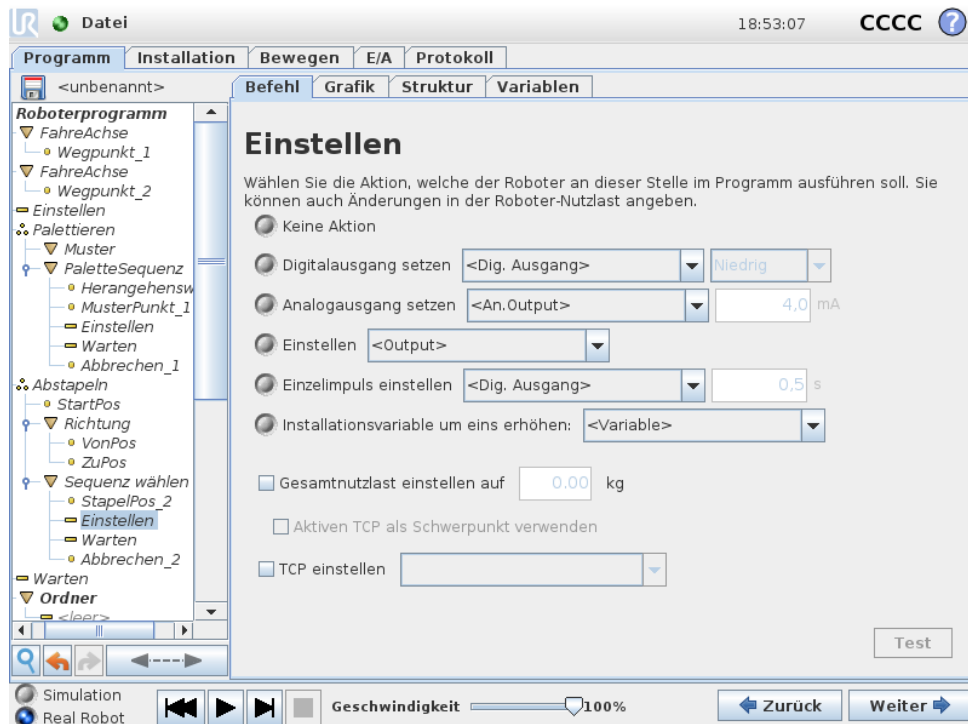 UR Datei 18:53:07 CCCC ?
Programm Installation Bewegen E/A Protokoll
<unbenannt> Befehl Grafik Struktur Variablen
Roboterprogramm
FahreAchse
Wegpunkt_1
FahreAchse
Wegpunkt_2
Einstellen
Palettieren
Muster
PaletteSequenz
Herangehensw
MusterPunkt_1
Einstellen
Warten
Abbrechen_1
Abstapeln
StartPos
Richtung
VonPos
ZuPos
Sequenz wählen
StapelPos_2
Einstellen
Warten
Abbrechen_2
Warten
Ordner
<leer>
Einstellen
Wählen Sie die Aktion, welche der Roboter an dieser Stelle im Programm ausführen soll. Sie
können auch Änderungen in der Roboter-Nutzlast angeben.
Keine Aktion
Digitalausgang setzen <Dig. Ausgang> Niedrig
Analogausgang setzen <An.Output> 4,0 mA
Einstellen <Output>
Einzelimpuls einstellen <Dig. Ausgang> 0,5 s
Installationsvariable um eins erhöhen: <Variable>
Gesamtnutzlast einstellen auf 0.00 kg
Aktiven TCP als Schwerpunkt verwenden
TCP einstellen
Test
Simulation
Real Robot
Geschwindigkeit 100%
Zurück Weiter